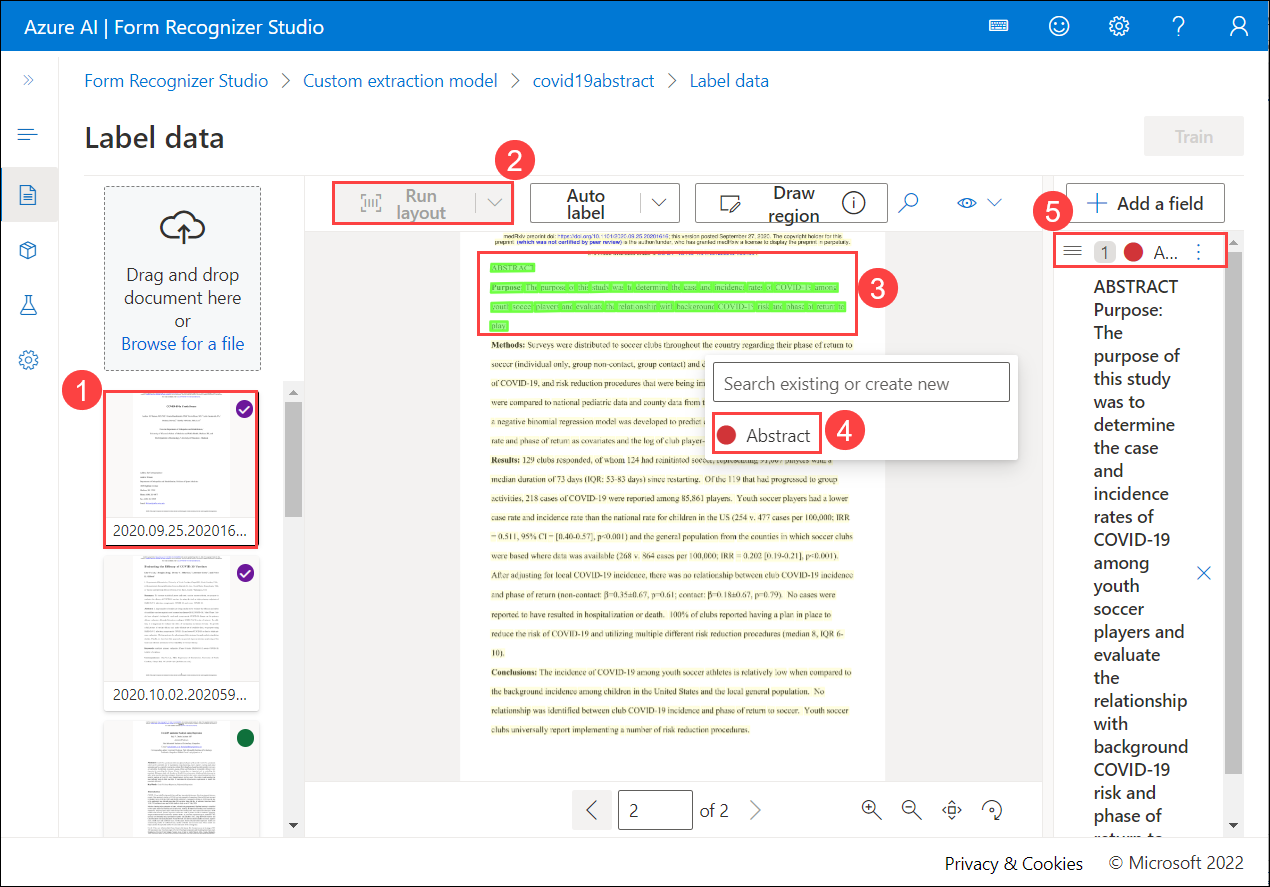 Azure AI | Form Recognizer Studio
Form Recognizer Studio > Custom extraction model > covid19abstract > Label data
Label data
Train
Drag and drop
document here
or
Browse for a file
1
2020.09.25.202016...
2020.10.02.202059...
2
Run
layout
Auto
label
Draw
region
medRxiv preprint doi: https://doi.org/10.1101/2020.09.25.20201616; this version posted September 27, 2020. The copyright holder for this
preprint (which was not certified by peer review) is the author/funder, who has granted medRxiv a license to display the preprint in perpetuity.
ABSTRACT
Purpose: The purpose of this study was to determine the case and incidence rates of COVID-19 among
youth soccer players and evaluate the relationship with background COVID-19 risk and phase of return to
play.
3
Methods: Surveys were distributed to soccer clubs throughout the country regarding their phase of return to
soccer (individual only, group non-contact, group contact) and d
of COVID-19, and risk reduction procedures that were being im
were compared to national pediatric data and county data from t
a negative binomial regression model was developed to predict
rate and phase of return as covariates and the log of club player-
Search existing or create new
Abstract
4
Results: 129 clubs responded, of whom 124 had reinitiated soccer, representing 91,007 players with a
median duration of 73 days (IQR: 53-83 days) since restarting. Of the 119 that had progressed to group
activities, 218 cases of COVID-19 were reported among 85,861 players. Youth soccer players had a lower
case rate and incidence rate than the national rate for children in the US (254 v. 477 cases per 100,000; IRR
= 0.511, 95% CI = [0.40-0.57], p<0.001) and the general population from the counties in which soccer clubs
were based where data was available (268 v. 864 cases per 100,000; IRR = 0.202 [0.19-0.21], p<0.001).
After adjusting for local COVID-19 incidence, there was no relationship between club COVID-19 incidence
and phase of return (non-contact: β=0.35±0.67, p=0.61; contact: β=0.18±0.67, p=0.79). No cases were
reported to have resulted in hospitalization or death. 100% of clubs reported having a plan in place to
reduce the risk of COVID-19 and utilizing multiple different risk reduction procedures (median 8, IQR 6-
10).
Conclusions: The incidence of COVID-19 among youth soccer athletes is relatively low when compared to
the background incidence among children in the United States and the local general population. No
relationship was identified between club COVID-19 incidence and phase of return to soccer. Youth soccer
clubs universally report implementing a number of risk reduction procedures.
2 of 2
5
Add a field
1 A...
ABSTRACT
Purpose:
The
purpose of
this study
was to
determine
the case
and
incidence
rates of
COVID-19
among
youth
soccer
players and
evaluate
the
relationship
with
background
COVID-19
risk and
phase of
return to
Privacy & Cookies © Microsoft 2022